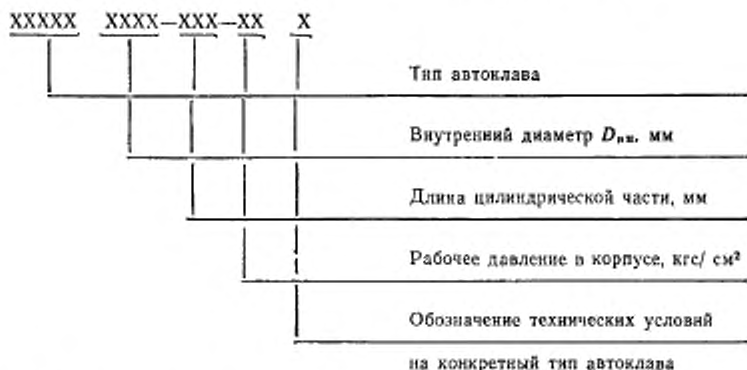 XXXXX XXXX—XXX—XX X
Тип автоклава
Внутренний диаметр Dвн, мм
Длина цилиндрической части, мм
Рабочее давление в корпусе, кгс/ см²
Обозначение технических условий
на конкретный тип автоклава